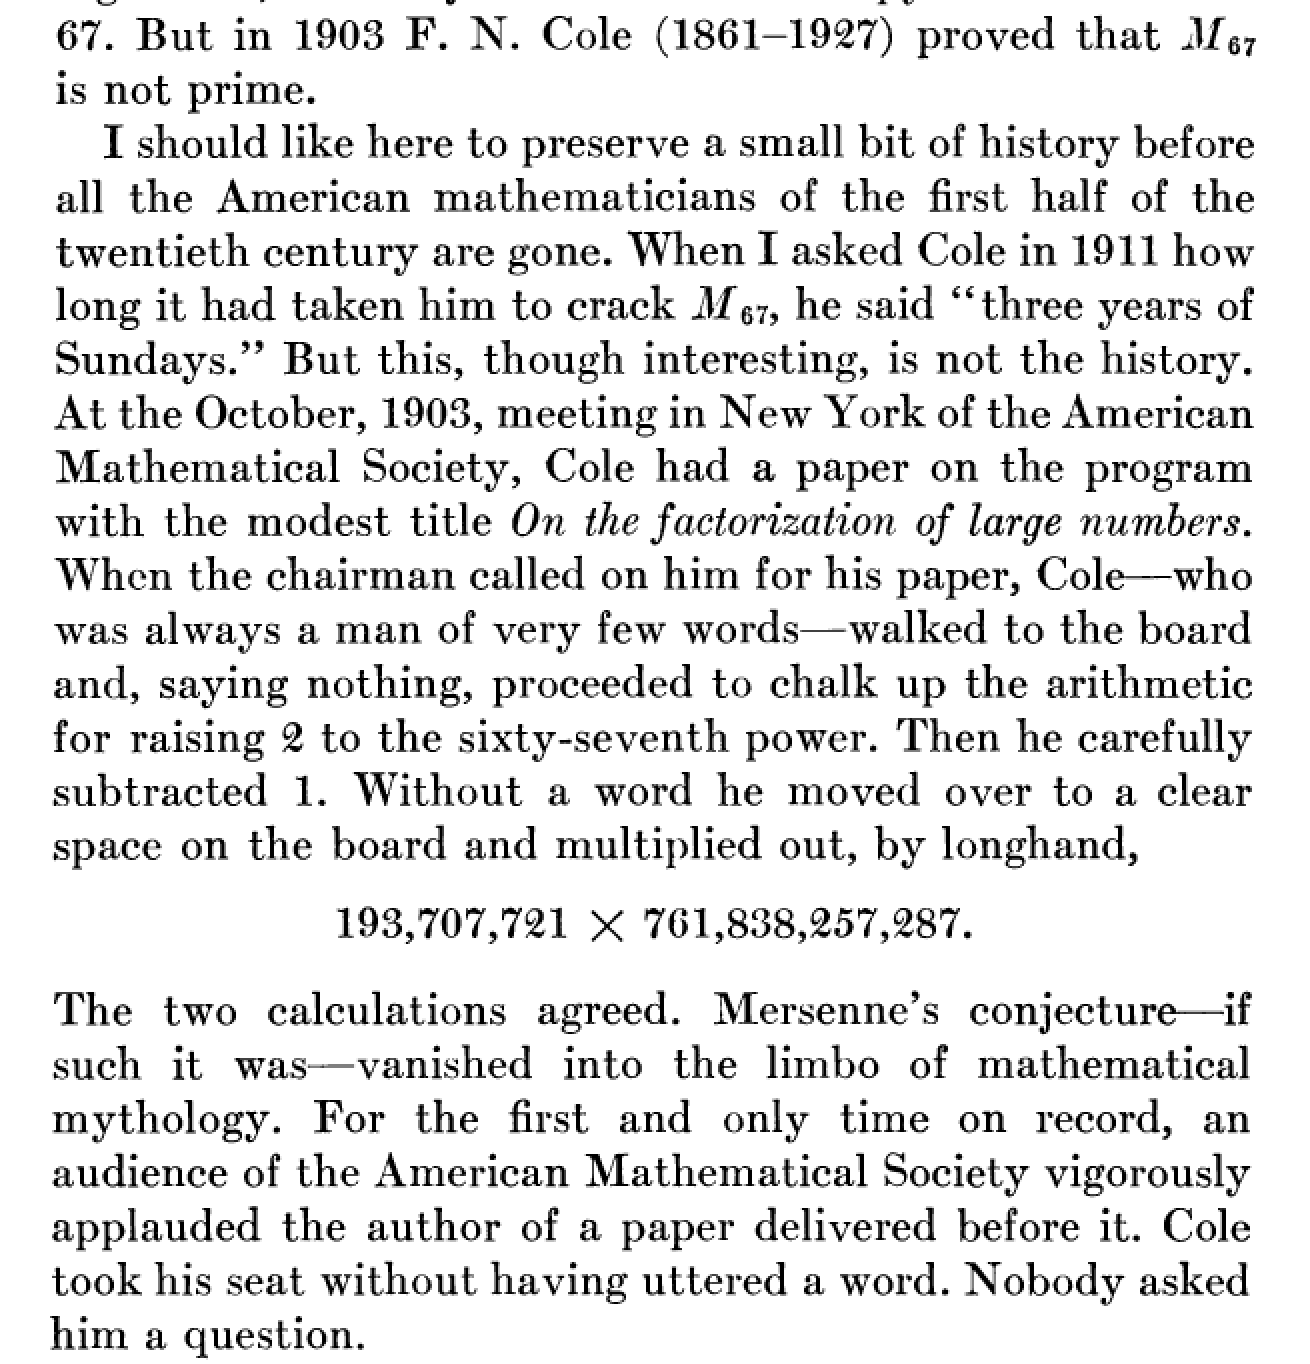 67. But in 1903 F. N. Cole (1861–1927) proved that M67
is not prime.
I should like here to preserve a small bit of history before
all the American mathematicians of the first half of the
twentieth century are gone. When I asked Cole in 1911 how
long it had taken him to crack M67, he said “three years of
Sundays.” But this, though interesting, is not the history.
At the October, 1903, meeting in New York of the American
Mathematical Society, Cole had a paper on the program
with the modest title On the factorization of large numbers.
When the chairman called on him for his paper, Cole—who
was always a man of very few words—walked to the board
and, saying nothing, proceeded to chalk up the arithmetic
for raising 2 to the sixty-seventh power. Then he carefully
subtracted 1. Without a word he moved over to a clear
space on the board and multiplied out, by longhand,
193,707,721 × 761,838,257,287.
The two calculations agreed. Mersenne’s conjecture—if
such it was—vanished into the limbo of mathematical
mythology. For the first and only time on record, an
audience of the American Mathematical Society vigorously
applauded the author of a paper delivered before it. Cole
took his seat without having uttered a word. Nobody asked
him a question.